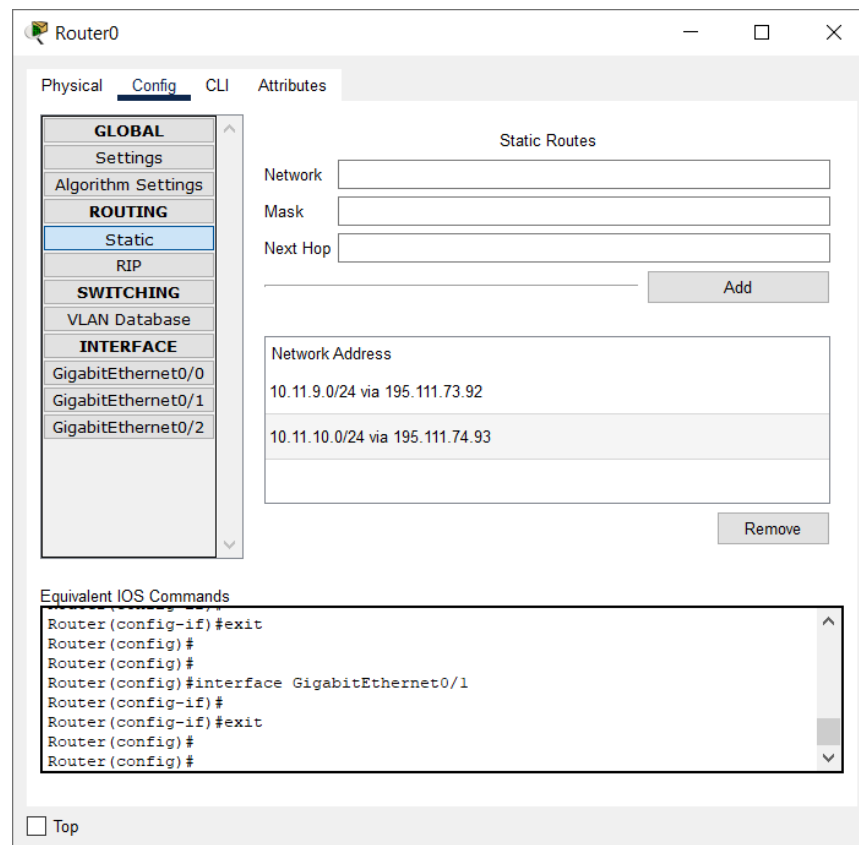 Router0
Physical Config CLI Attributes
GLOBAL
Settings
Algorithm Settings
ROUTING
Static
RIP
SWITCHING
VLAN Database
INTERFACE
GigabitEthernet0/0
GigabitEthernet0/1
GigabitEthernet0/2
Static Routes
Network
Mask
Next Hop
Add
Network Address
10.11.9.0/24 via 195.111.73.92
10.11.10.0/24 via 195.111.74.93
Remove
Equivalent IOS Commands
Router(config-if)#
Router(config-if)#exit
Router(config)#
Router(config)#
Router(config)#interface GigabitEthernet0/1
Router(config-if)#
Router(config-if)#exit
Router(config)#
Router(config)#
Top